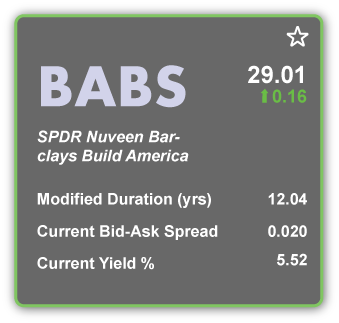 BABS 29.01
⬆0.16
SPDR Nuveen Bar-
clays Build America
Modified Duration (yrs) 12.04
Current Bid-Ask Spread 0.020
Current Yield % 5.52